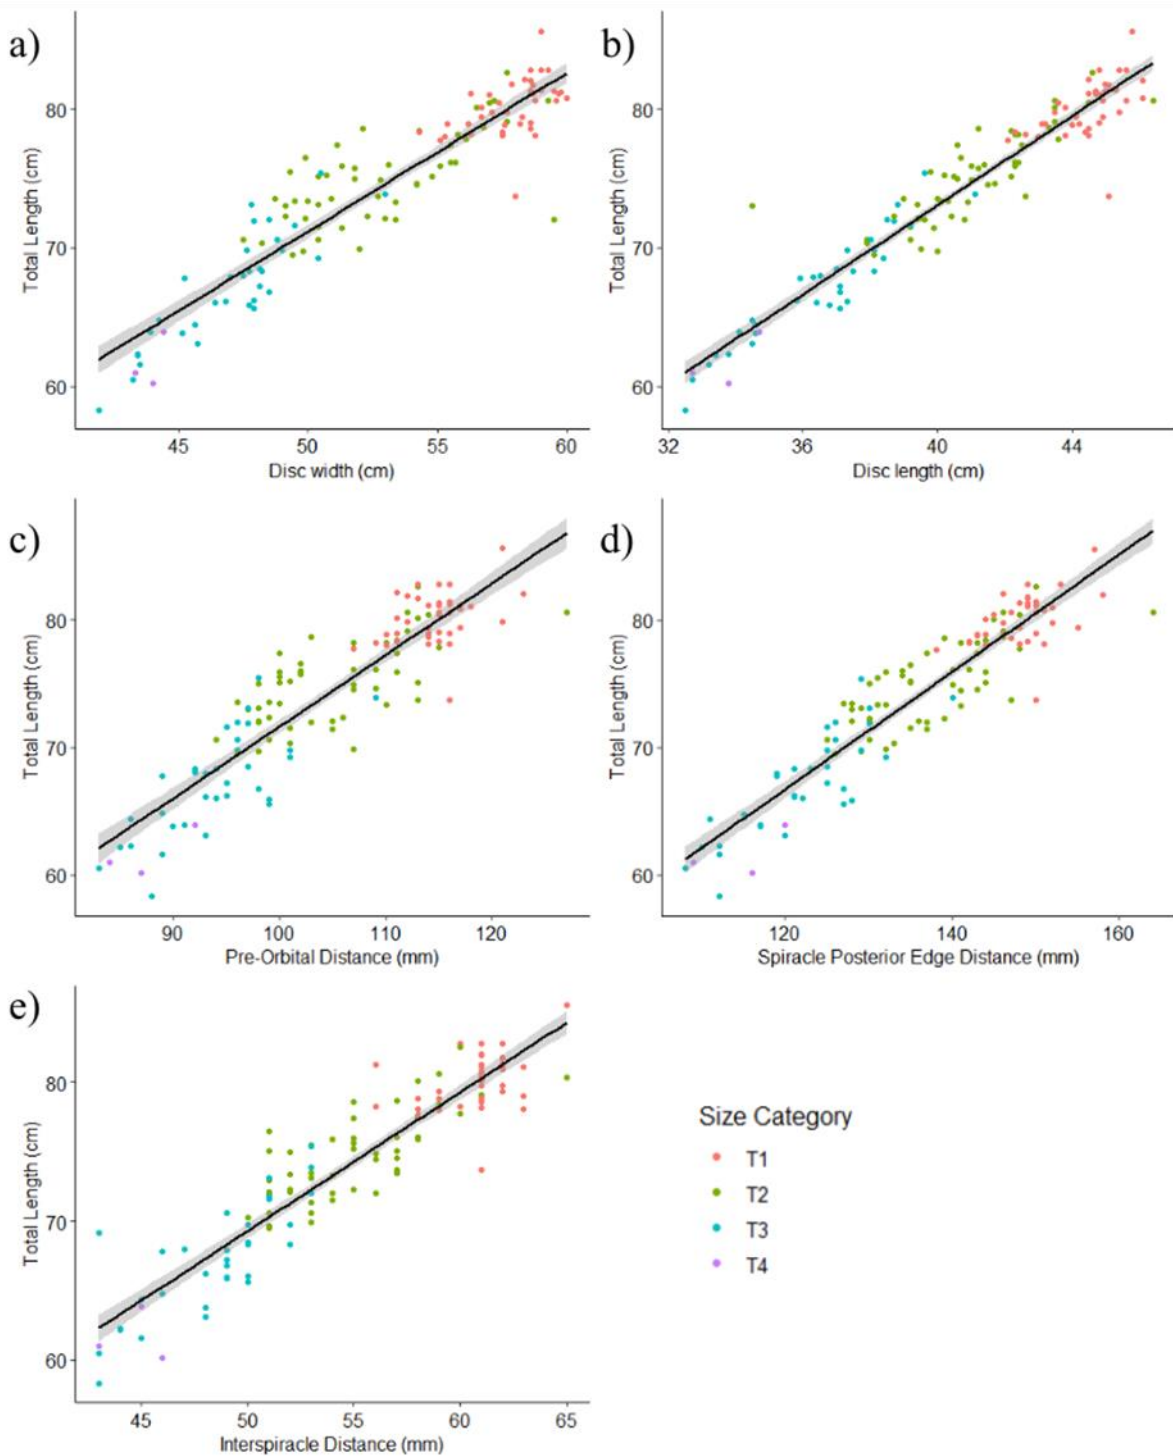 a)
Total Length (cm)
80
70
60
45 50 55 60
Disc width (cm)
b)
Total Length (cm)
80
70
60
32 36 40 44
Disc length (cm)
c)
Total Length (cm)
80
70
60
90 100 110 120
Pre-Orbital Distance (mm)
d)
Total Length (cm)
80
70
60
120 140 160
Spiracle Posterior Edge Distance (mm)
e)
Total Length (cm)
80
70
60
45 50 55 60 65
Interspiracle Distance (mm)
Size Category
T1
T2
T3
T4